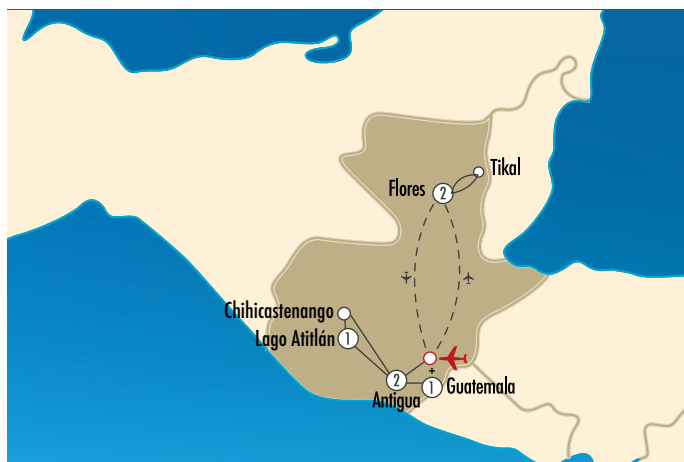 Tikal
Flores
2
Chihicastenango
Lago Atitlán
1
+
2
1
Guatemala
Antigua